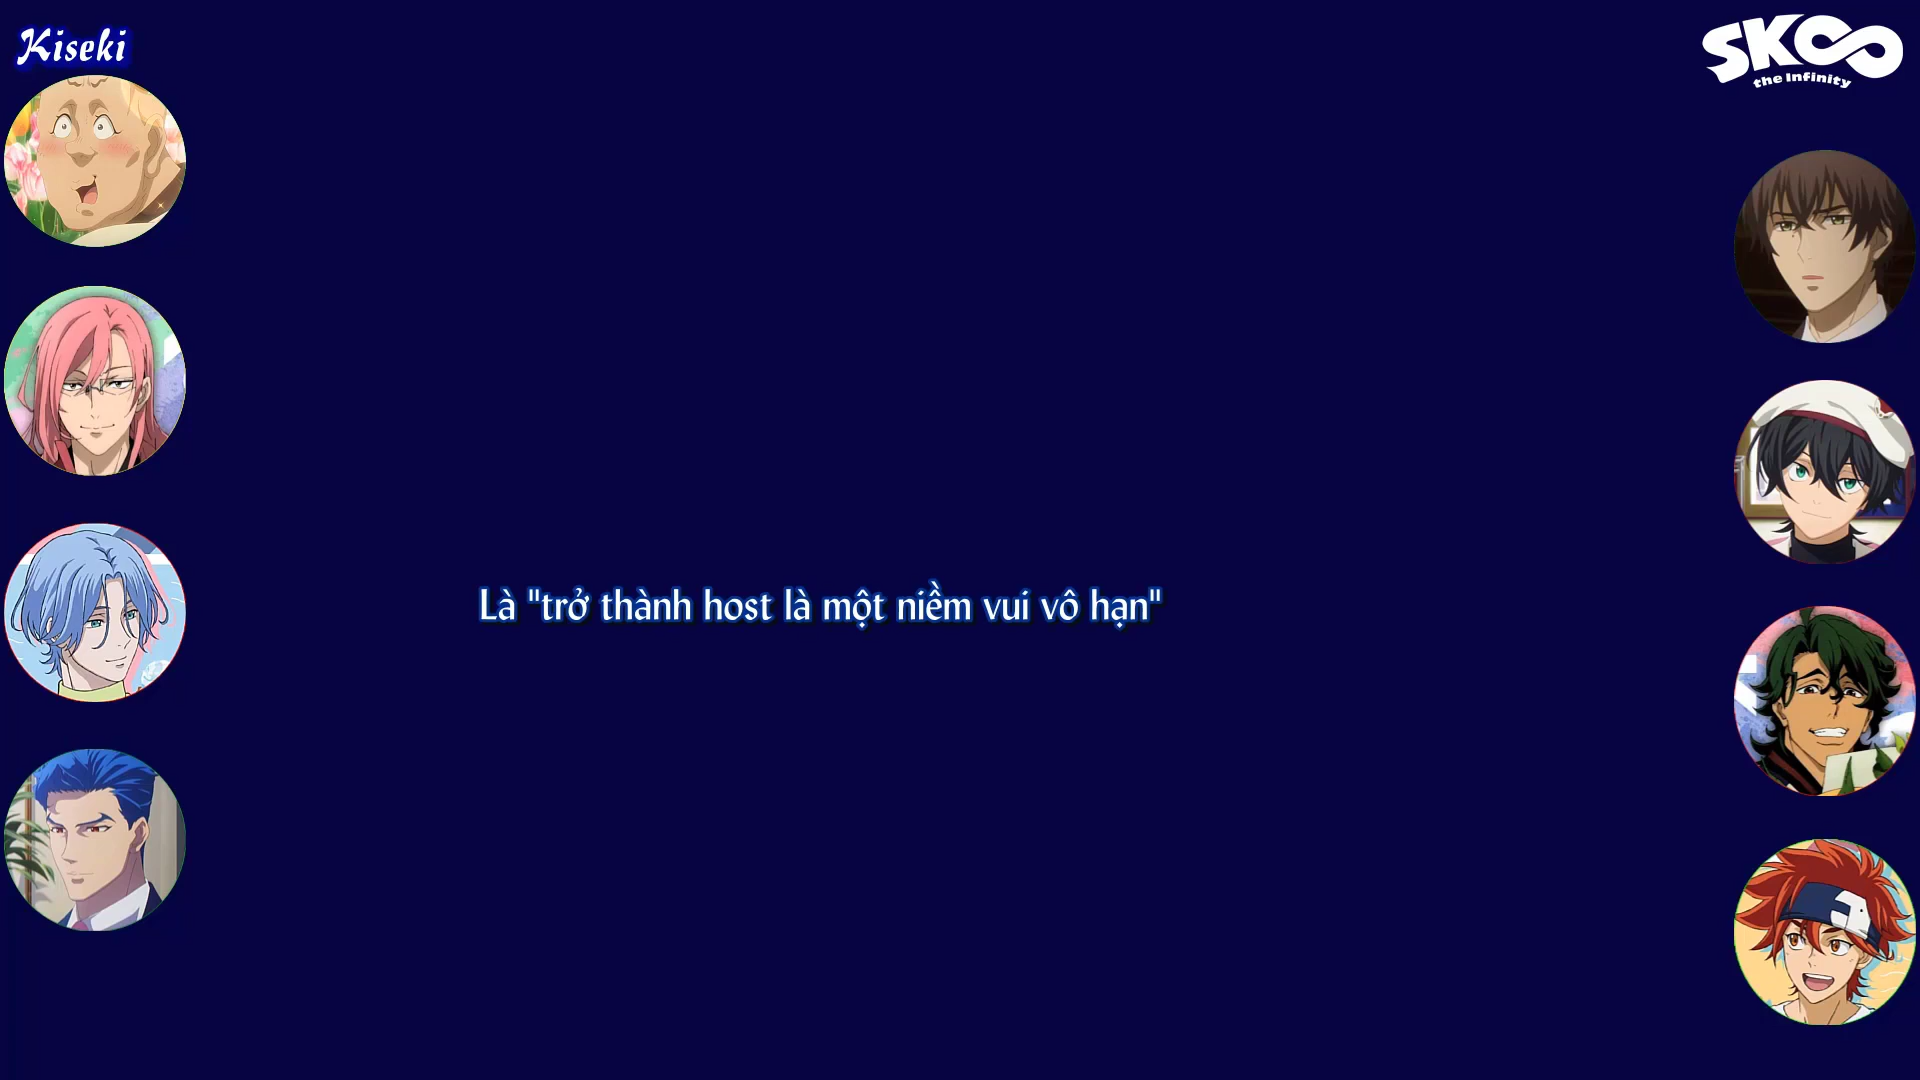 Kiseki
SK∞
the Infinity
Là "trở thành host là một niềm vui vô hạn"